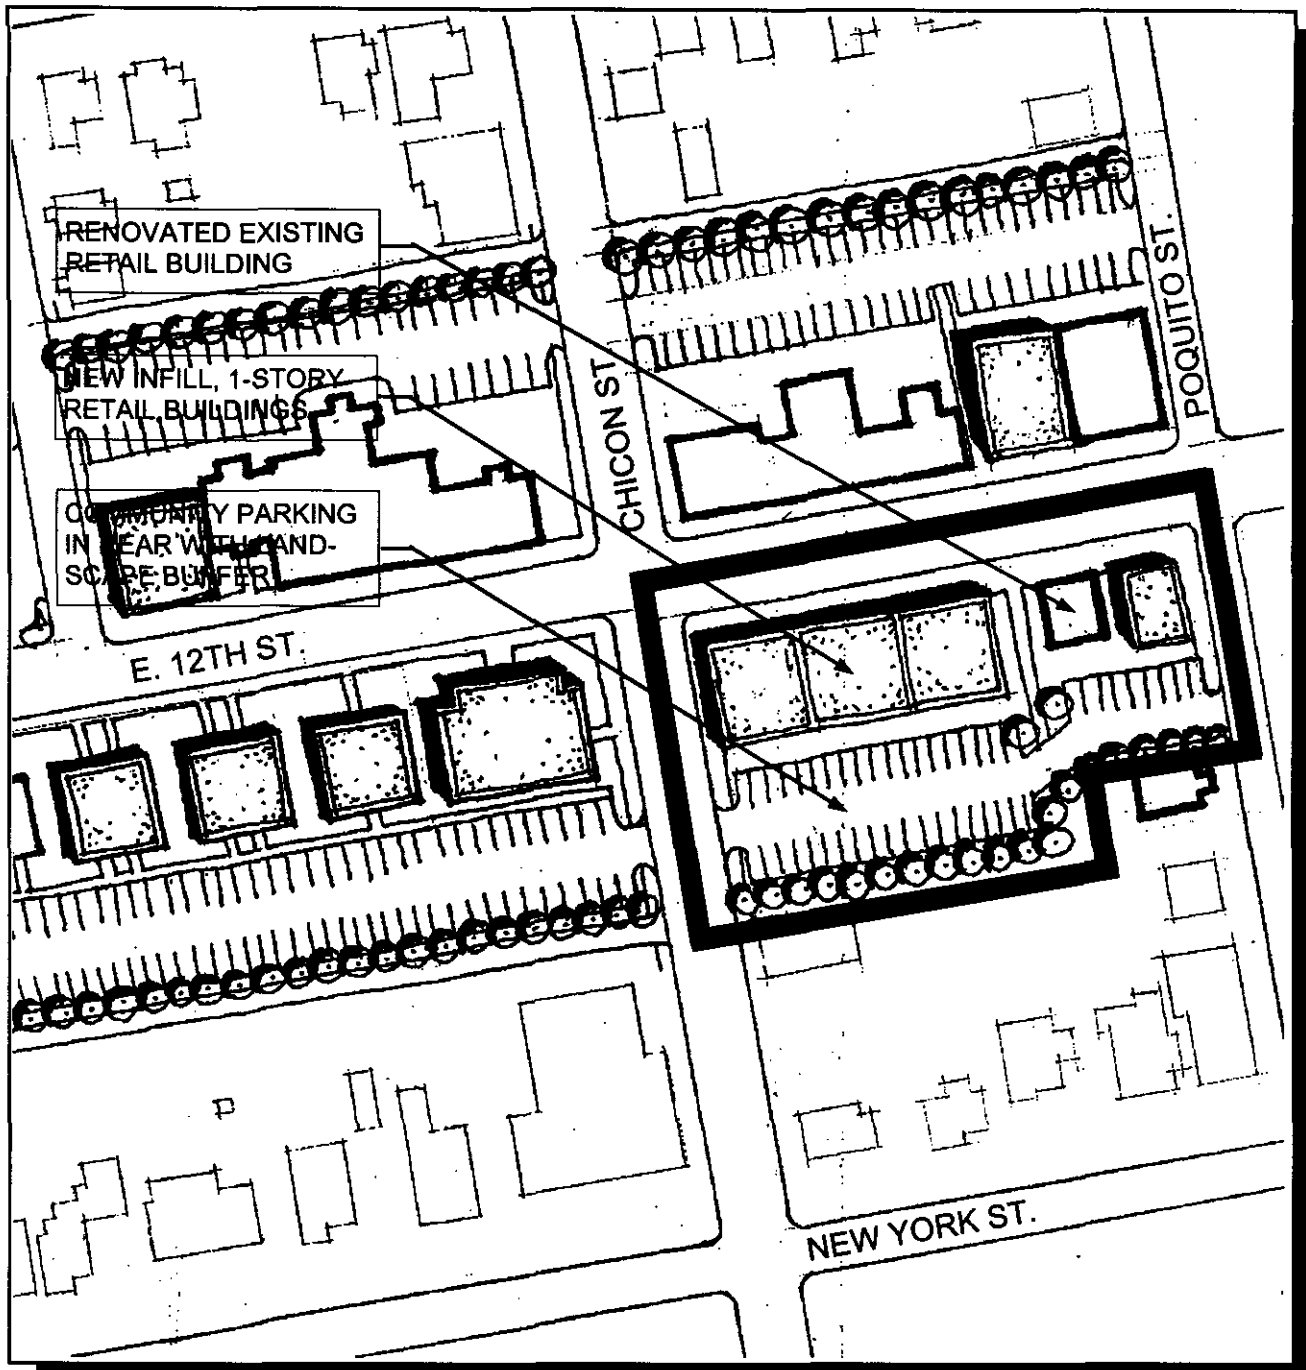 RENOVATED EXISTING
RETAIL BUILDING
NEW INFILL, 1-STORY
RETAIL BUILDINGS
COMMUNITY PARKING
IN REAR WITH LAND-
SCAPE BUFFER
CHICON ST
POQUITO ST.
E. 12TH ST.
NEW YORK ST.